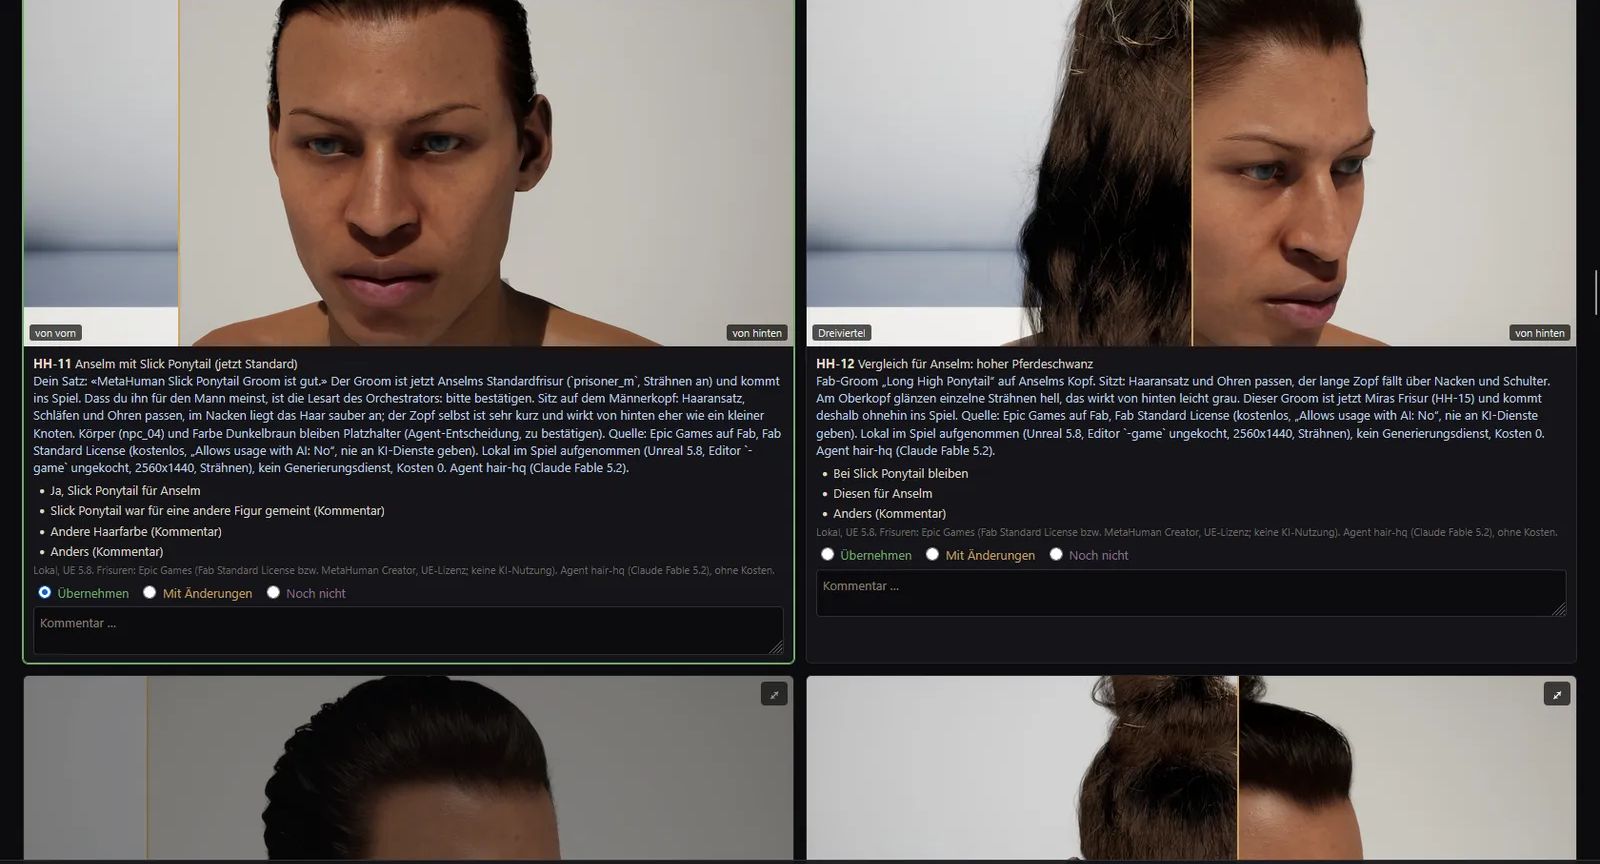 von vorn
von hinten
HH-11 Anselm mit Slick Ponytail (jetzt Standard)
Dein Satz: «MetaHuman Slick Ponytail Groom ist gut.» Der Groom ist jetzt Anselms Standardfrisur (`prisoner_m`, Strähnen an) und kommt
ins Spiel. Dass du ihn für den Mann meinst, ist die Lesart des Orchestrators: bitte bestätigen. Sitz auf dem Männerkopf: Haaransatz,
Schläfen und Ohren passen, im Nacken liegt das Haar sauber an; der Zopf selbst ist sehr kurz und wirkt von hinten eher wie ein kleiner
Knoten. Körper (npc_04) und Farbe Dunkelbraun bleiben Platzhalter (Agent-Entscheidung, zu bestätigen). Quelle: Epic Games auf Fab, Fab
Standard License (kostenlos, „Allows usage with AI: No“, nie an KI-Dienste geben). Lokal im Spiel aufgenommen (Unreal 5.8, Editor `-
game` ungekocht, 2560x1440, Strähnen), kein Generierungsdienst, Kosten 0. Agent hair-hq (Claude Fable 5.2).
• Ja, Slick Ponytail für Anselm
• Slick Ponytail war für eine andere Figur gemeint (Kommentar)
• Andere Haarfarbe (Kommentar)
• Anders (Kommentar)
Lokal, UE 5.8. Frisuren: Epic Games (Fab Standard License bzw. MetaHuman Creator, UE-Lizenz; keine KI-Nutzung). Agent hair-hq (Claude Fable 5.2), ohne Kosten.
Übernehmen Mit Änderungen Noch nicht
Kommentar ...
Dreiviertel
von hinten
HH-12 Vergleich für Anselm: hoher Pferdeschwanz
Fab-Groom „Long High Ponytail“ auf Anselms Kopf. Sitzt: Haaransatz und Ohren passen, der lange Zopf fällt über Nacken und Schulter.
Am Oberkopf glänzen einzelne Strähnen hell, das wirkt von hinten leicht grau. Dieser Groom ist jetzt Miras Frisur (HH-15) und kommt
deshalb ohnehin ins Spiel. Quelle: Epic Games auf Fab, Fab Standard License (kostenlos, „Allows usage with AI: No“, nie an KI-Dienste
geben). Lokal im Spiel aufgenommen (Unreal 5.8, Editor `-game` ungekocht, 2560x1440, Strähnen), kein Generierungsdienst, Kosten 0.
Agent hair-hq (Claude Fable 5.2).
• Bei Slick Ponytail bleiben
• Diesen für Anselm
• Anders (Kommentar)
Lokal, UE 5.8. Frisuren: Epic Games (Fab Standard License bzw. MetaHuman Creator, UE-Lizenz; keine KI-Nutzung). Agent hair-hq (Claude Fable 5.2), ohne Kosten.
Übernehmen Mit Änderungen Noch nicht
Kommentar ...